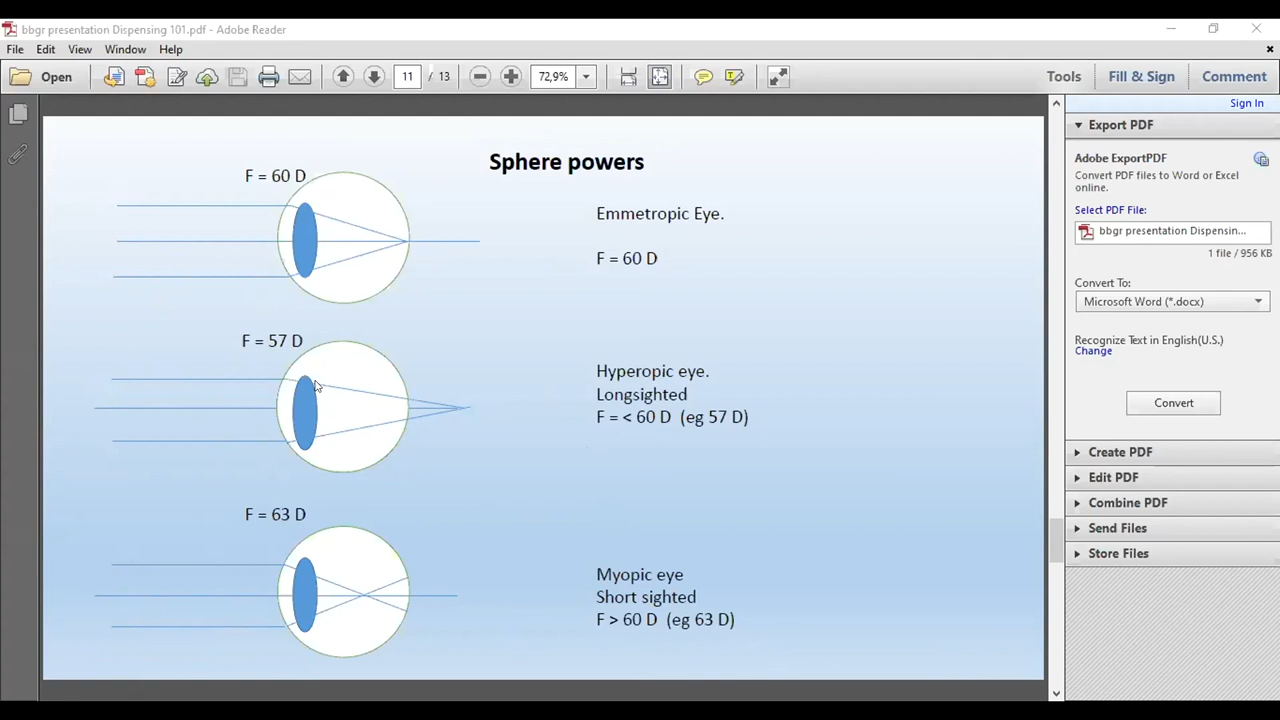 bbgr presentation Dispensing 101.pdf - Adobe Reader
File Edit View Window Help
Open 11 / 13 72,9% Tools Fill & Sign Comment
Sign In
Export PDF
Adobe ExportPDF
Convert PDF files to Word or Excel
online.
Select PDF File:
bbgr presentation Dispensin...
1 file / 956 KB
Convert To:
Microsoft Word (*.docx)
Recognize Text in English(U.S.)
Change
Convert
Create PDF
Edit PDF
Combine PDF
Send Files
Store Files
Sphere powers
F = 60 D
Emmetropic Eye.
F = 60 D
F = 57 D
Hyperopic eye.
Longsighted
F = < 60 D (eg 57 D)
F = 63 D
Myopic eye
Short sighted
F > 60 D (eg 63 D)